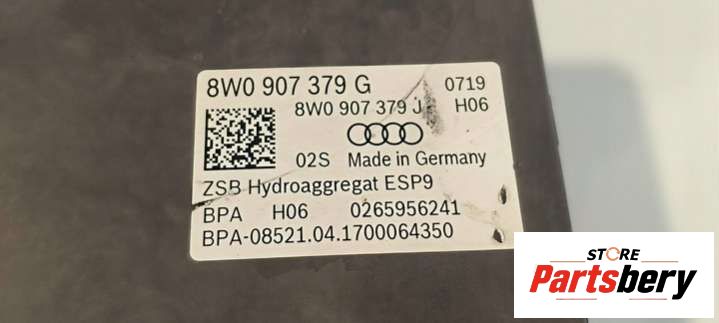 8W0 907 379 G 0719
8W0 907 379 J H06
02S Made in Germany
ZSB Hydroaggregat ESP9
BPA H06 0265956241
BPA-08521.04.1700064350
STORE
Partsbery